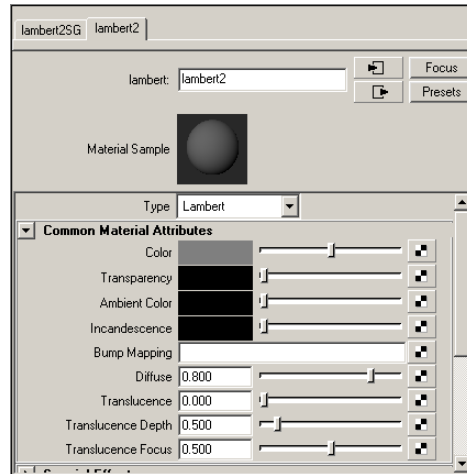 lambert2SG lambert2
lambert: lambert2
Focus
Presets
Material Sample
Type Lambert
Common Material Attributes
Color
Transparency
Ambient Color
Incandescence
Bump Mapping
Diffuse 0.800
Translucence 0.000
Translucence Depth 0.500
Translucence Focus 0.500